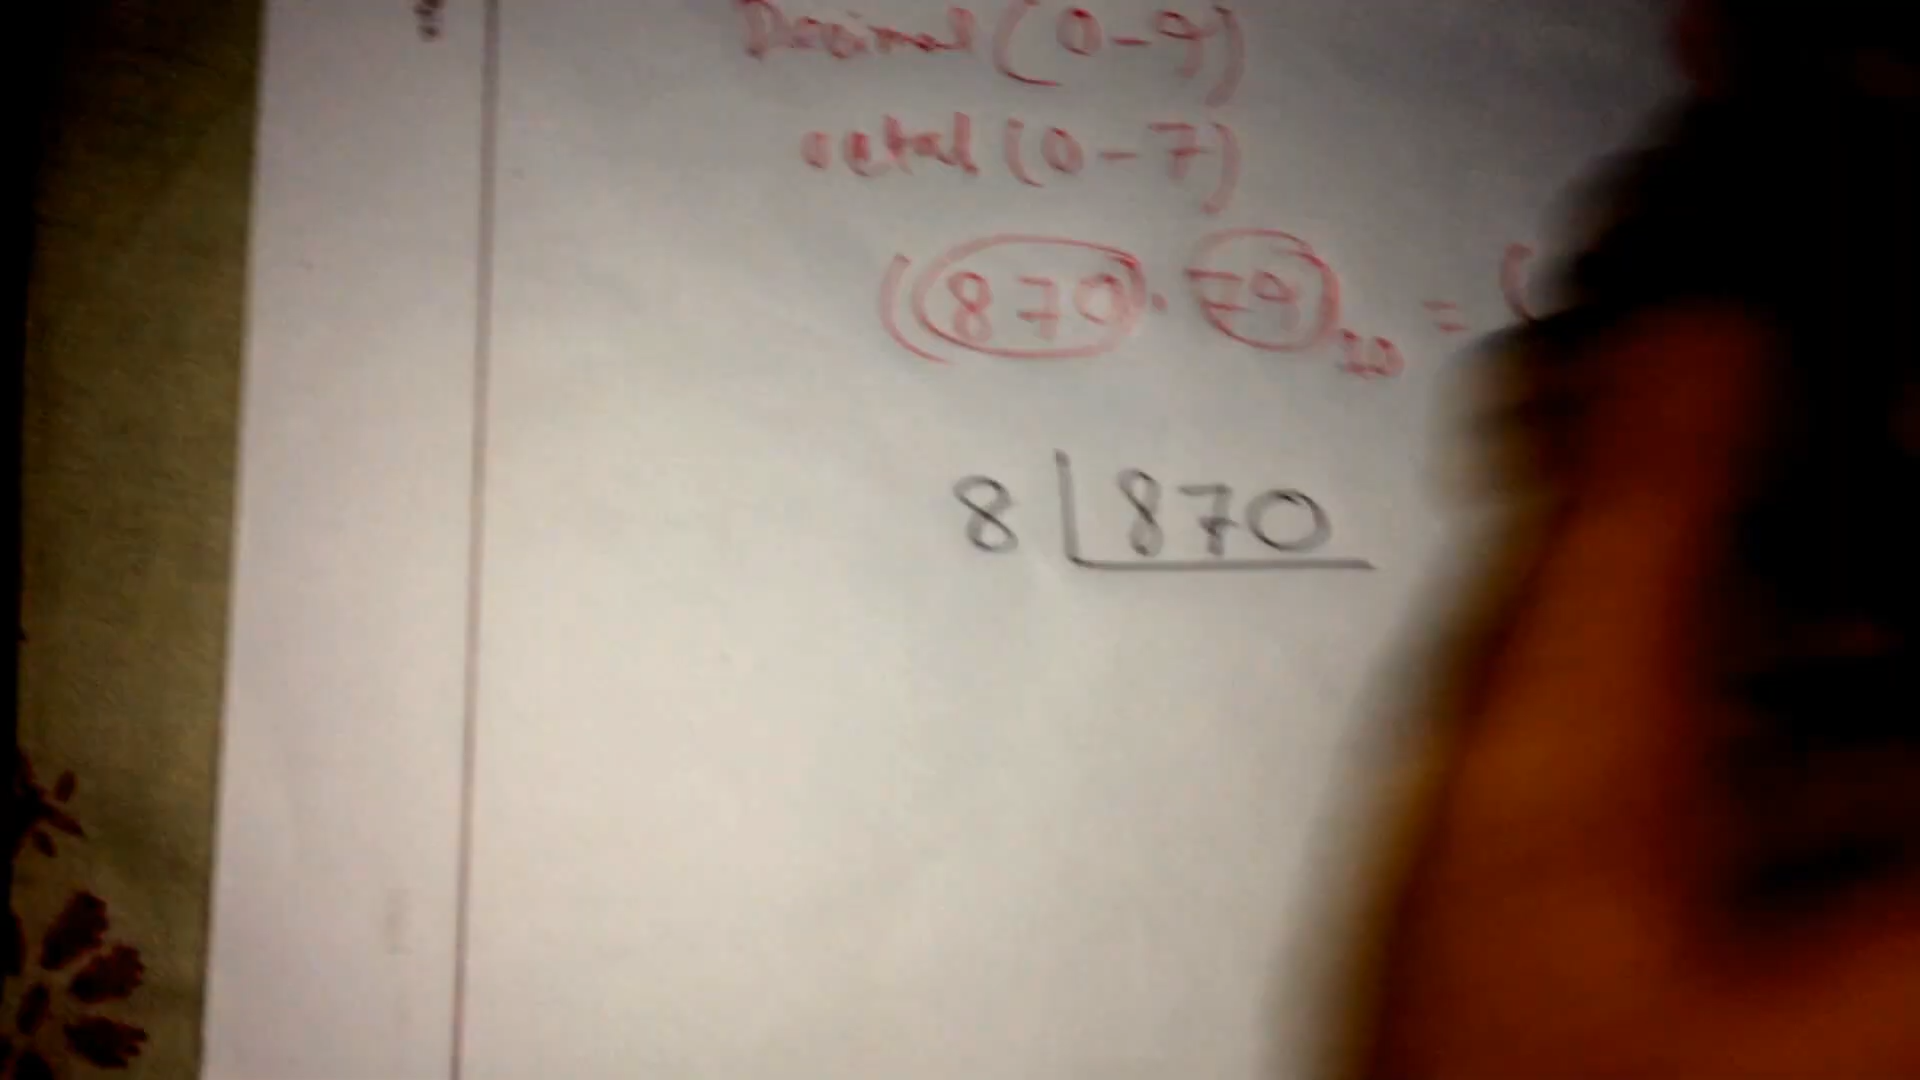 Decimal (0-9)
octal (0-7)
(870.79)10 = (
8 870